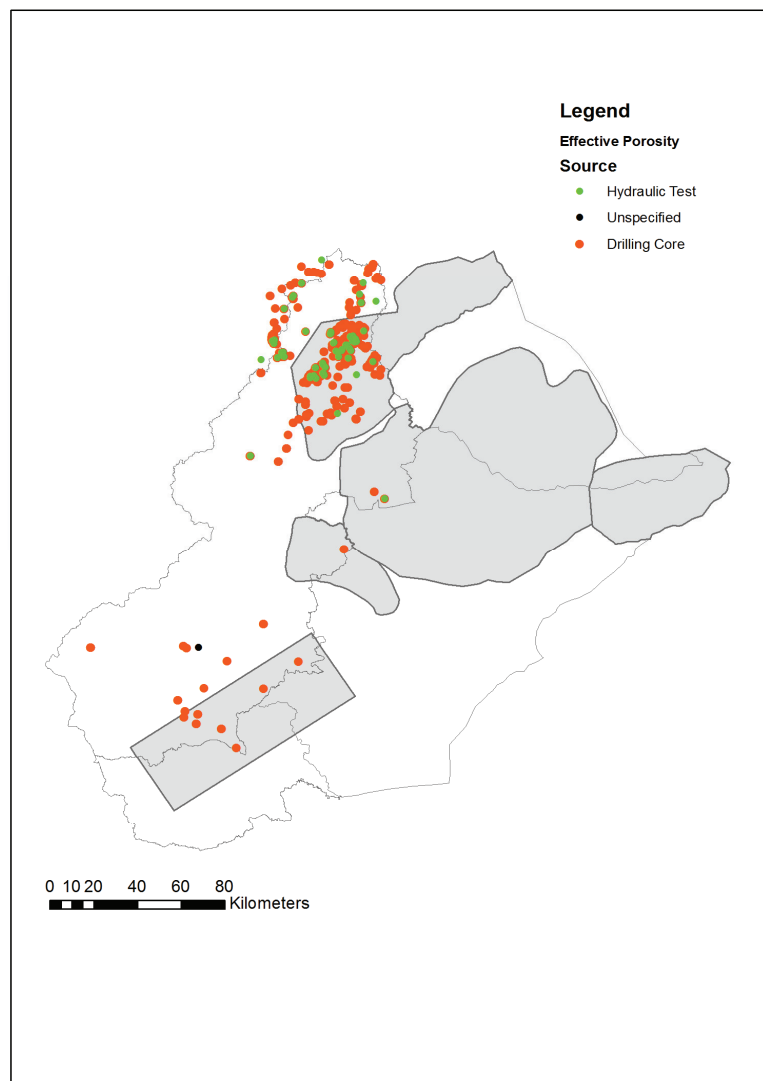 Legend
Effective Porosity
Source
Hydraulic Test
Unspecified
Drilling Core
0 10 20 40 60 80
Kilometers